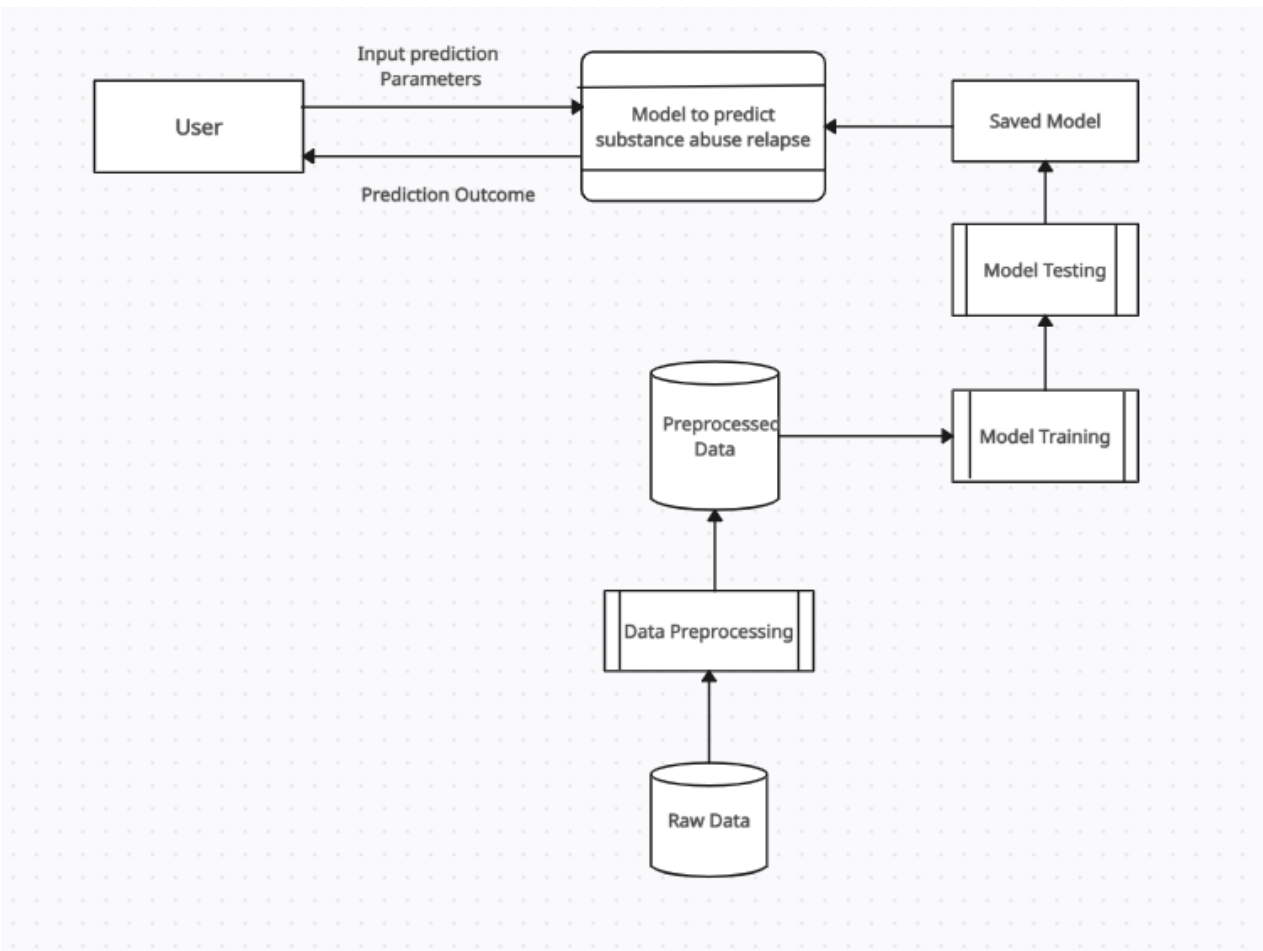 Input prediction
Parameters
User
Model to predict
substance abuse relapse
Saved Model
Prediction Outcome
Model Testing
Preprocessed
Data
Model Training
Data Preprocessing
Raw Data